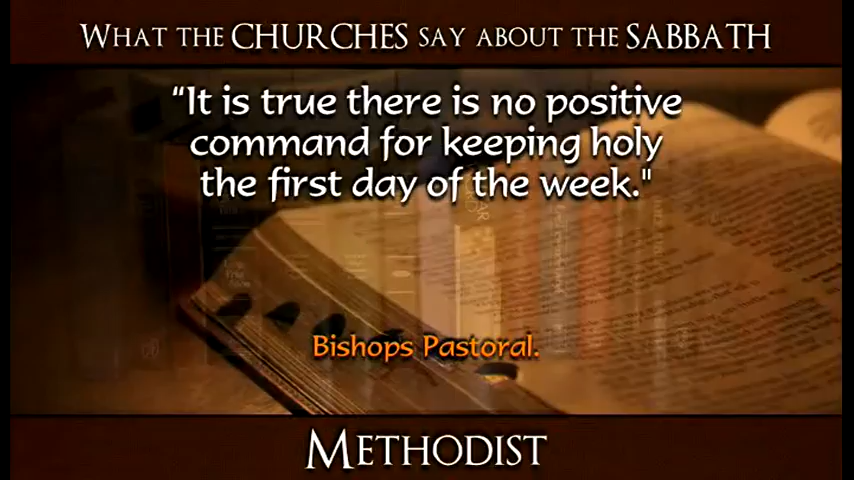 WHAT THE CHURCHES SAY ABOUT THE SABBATH
“It is true there is no positive
command for keeping holy
the first day of the week."
Bishops Pastoral.
METHODIST